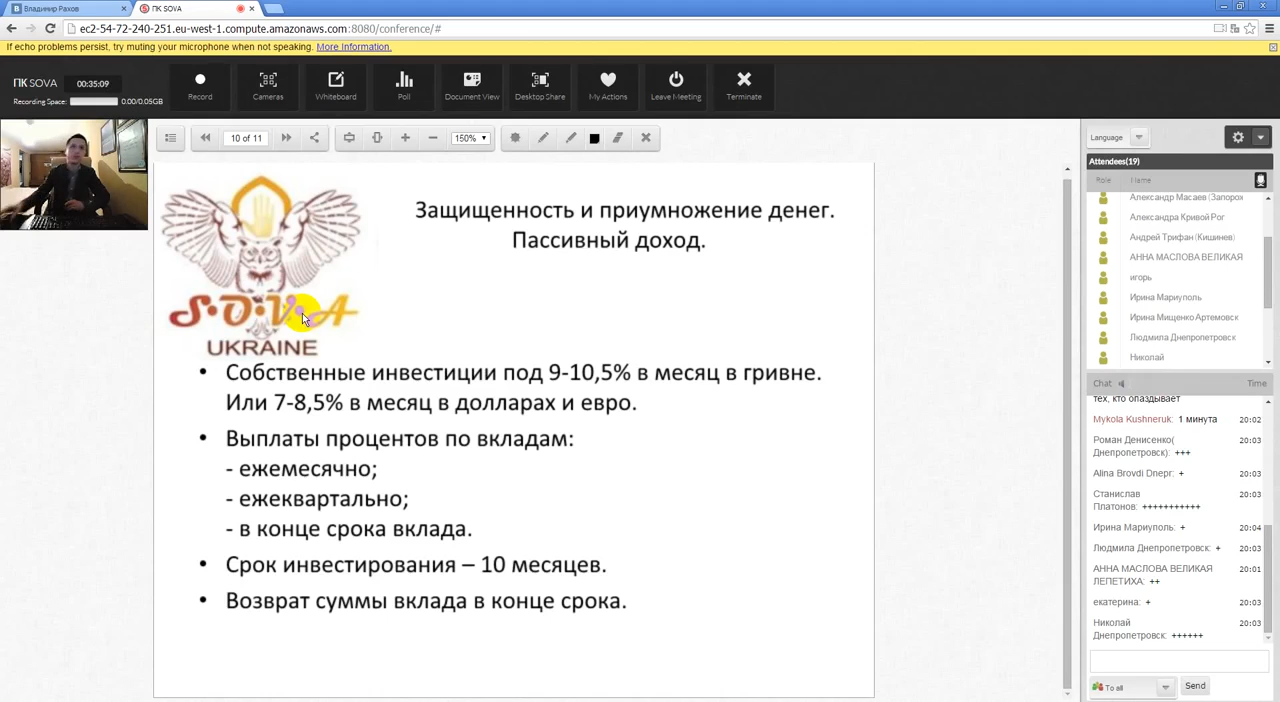 Владимир Рахов
ПК SOVA
ec2-54-72-240-251.eu-west-1.compute.amazonaws.com:8080/conference/#
If echo problems persist, try muting your microphone when not speaking. More Information.
ПК SOVA 00:35:09
Recording Space: 0.00/0.05GB
Record
Cameras
Whiteboard
Poll
Document View
Desktop Share
My Actions
Leave Meeting
Terminate
10 of 11
150%
Защищенность и приумножение денег.
Пассивный доход.
S•O•V•A
UKRAINE
• Собственные инвестиции под 9-10,5% в месяц в гривне.
Или 7-8,5% в месяц в долларах и евро.
• Выплаты процентов по вкладам:
- ежемесячно;
- ежеквартально;
- в конце срока вклада.
• Срок инвестирования – 10 месяцев.
• Возврат суммы вклада в конце срока.
Language
Attendees(19)
Role Name
Александр Масаев (Запорож
Александра Кривой Рог
Андрей Трифан (Кишинев)
АННА МАСЛОВА ВЕЛИКАЯ
игорь
Ирина Мариуполь
Ирина Мищенко Артемовск
Людмила Днепропетровск
Николай
Chat Time
тех, кто опаздывает
Mykola Kushneruk: 1 минута 20:02
Роман Денисенко( 20:03
Днепропетровск): +++
Alina Brovdi Dnepr: + 20:03
Станислав 20:03
Платонов: +++++++++++
Ирина Мариуполь: + 20:04
Людмила Днепропетровск: + 20:03
АННА МАСЛОВА ВЕЛИКАЯ 20:01
ЛЕПЕТИХА: ++
екатерина: + 20:03
Николай 20:03
Днепропетровск: ++++++
To all
Send